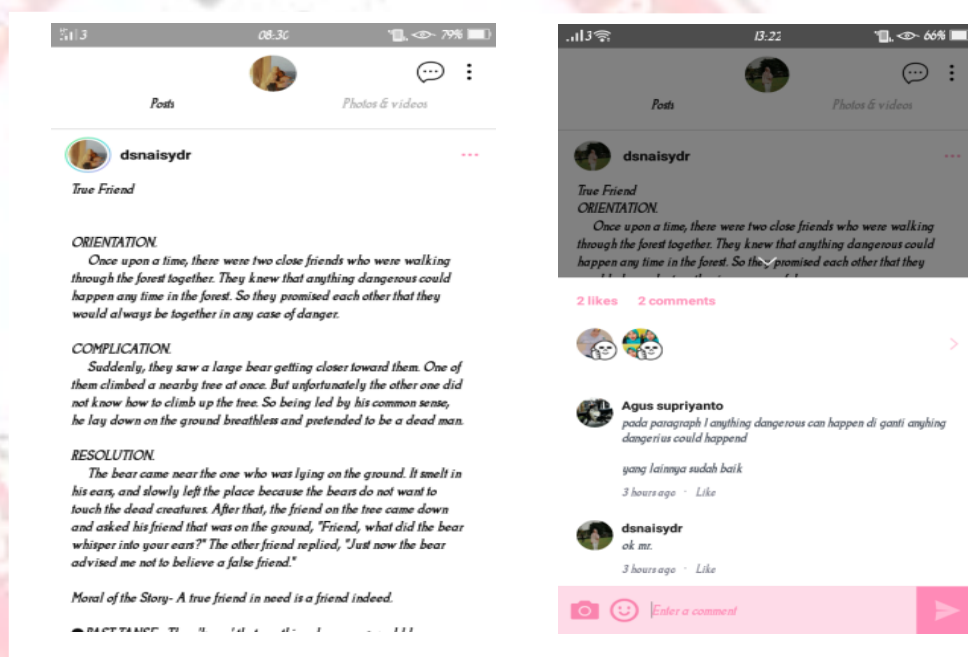 3
08:30
79%
Posts
Photos & videos
dsnaisydr
True Friend
ORIENTATION.
Once upon a time, there were two close friends who were walking
through the forest together. They knew that anything dangerous could
happen any time in the forest. So they promised each other that they
would always be together in any case of danger.
COMPLICATION.
Suddenly, they saw a large bear getting closer toward them. One of
them climbed a nearby tree at once. But unfortunately the other one did
not know how to climb up the tree. So being led by his common sense,
he lay down on the ground breathless and pretended to be a dead man.
RESOLUTION.
The bear came near the one who was lying on the ground. It smelt in
his ears, and slowly left the place because the bears do not want to
touch the dead creatures. After that, the friend on the tree came down
and asked his friend that was on the ground, "Friend, what did the bear
whisper into your ears?" The other friend replied, "Just now the bear
advised me not to believe a false friend."
Moral of the Story- A true friend in need is a friend indeed.
3
13:22
66%
Posts
Photos & videos
dsnaisydr
True Friend
ORIENTATION.
Once upon a time, there were two close friends who were walking
through the forest together. They knew that anything dangerous could
happen any time in the forest. So they promised each other that they
2 likes 2 comments
Agus supriyanto
pada paragraph 1 anything dangerous can happen di ganti anyhing
dangerius could happend
yang lainnya sudah baik
3 hours ago · Like
dsnaisydr
ok mr.
3 hours ago · Like
Enter a comment